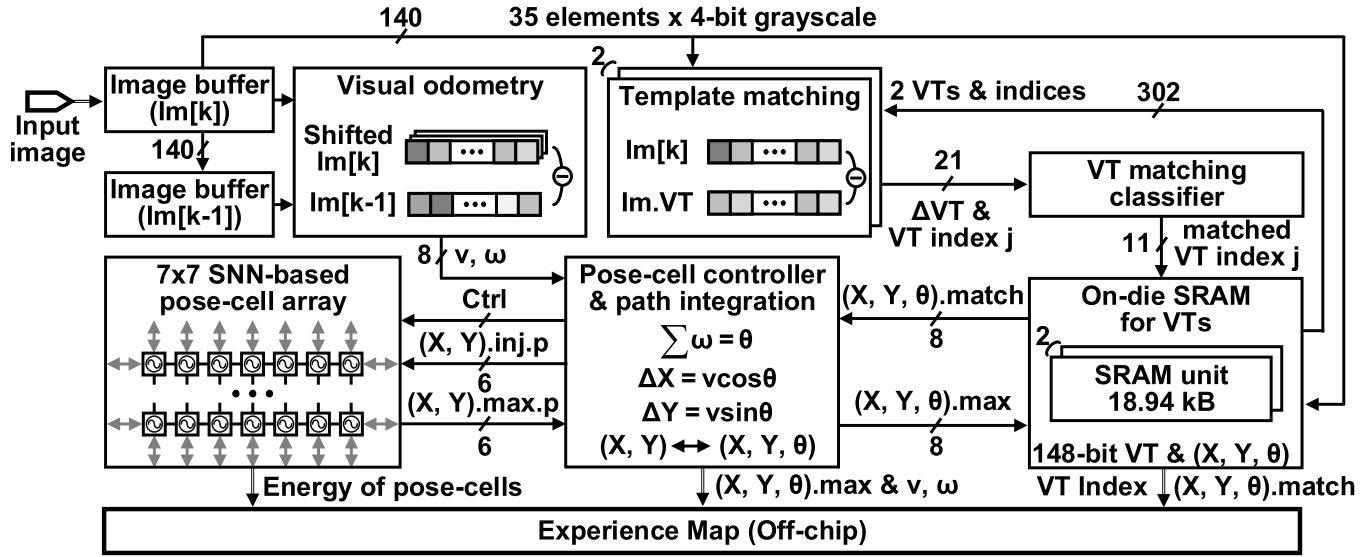 140
35 elements x 4-bit grayscale
Input
image
Image buffer
(Im[k])
140
Image buffer
(Im[k-1])
Visual odometry
Shifted
Im[k]
Im[k-1]
2
Template matching
Im[k]
Im.VT
2 VTs & indices
302
21
ΔVT &
VT index j
VT matching
classifier
11
matched
VT index j
8
v, ω
7x7 SNN-based
pose-cell array
Ctrl
(X, Y).inj.p
6
(X, Y).max.p
6
Pose-cell controller
& path integration
∑ ω = θ
ΔX = vcosθ
ΔY = vsinθ
(X, Y) ↔ (X, Y, θ)
(X, Y, θ).match
8
(X, Y, θ).max
8
On-die SRAM
for VTs
2
SRAM unit
18.94 kB
148-bit VT & (X, Y, θ)
Energy of pose-cells
(X, Y, θ).max & v, ω
VT Index
(X, Y, θ).match
Experience Map (Off-chip)